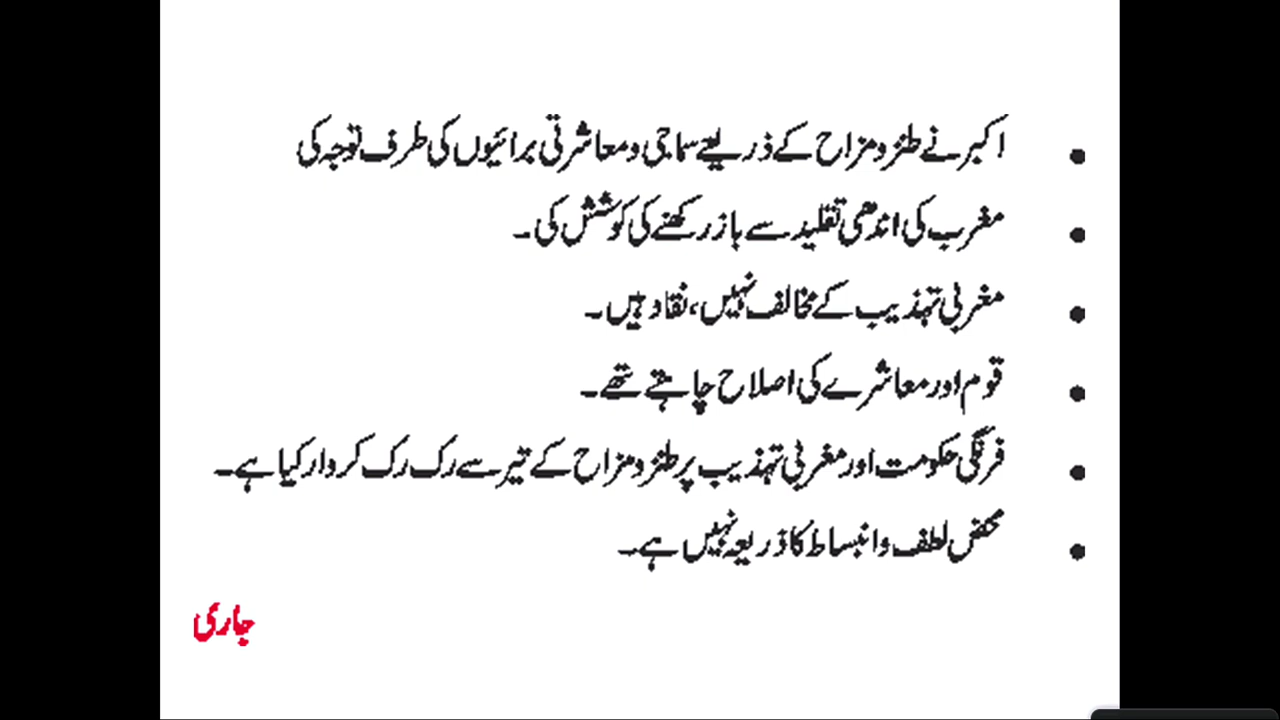 اکبر نے طنز و مزاح کے ذریعے سماجی و معاشرتی برائیوں کی طرف توجہ کی
مغرب کی اندھی تقلید سے باز رکھنے کی کوشش کی۔
مغربی تہذیب کے مخالف نہیں، نقاد ہیں۔
قوم اور معاشرے کی اصلاح چاہتے تھے۔
فرنگی حکومت اور مغربی تہذیب پر طنز و مزاح کے تیر سے رک رک کر وار کیا ہے۔
محض لطف و انبساط کا ذریعہ نہیں ہے۔
جاری